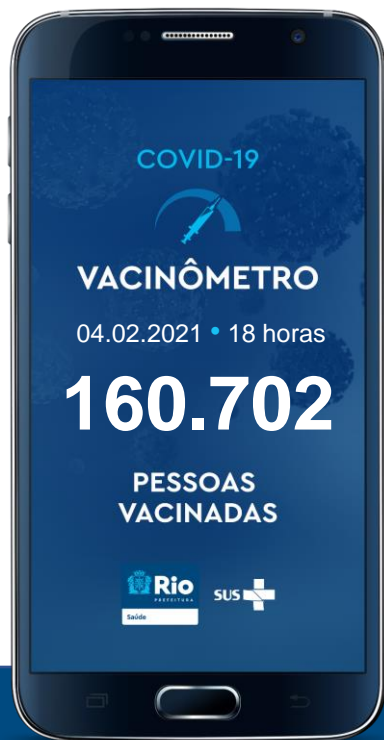 COVID-19
VACINÔMETRO
04.02.2021 • 18 horas
160.702
PESSOAS
VACINADAS
Rio
PREFEITURA
Saúde
SUS